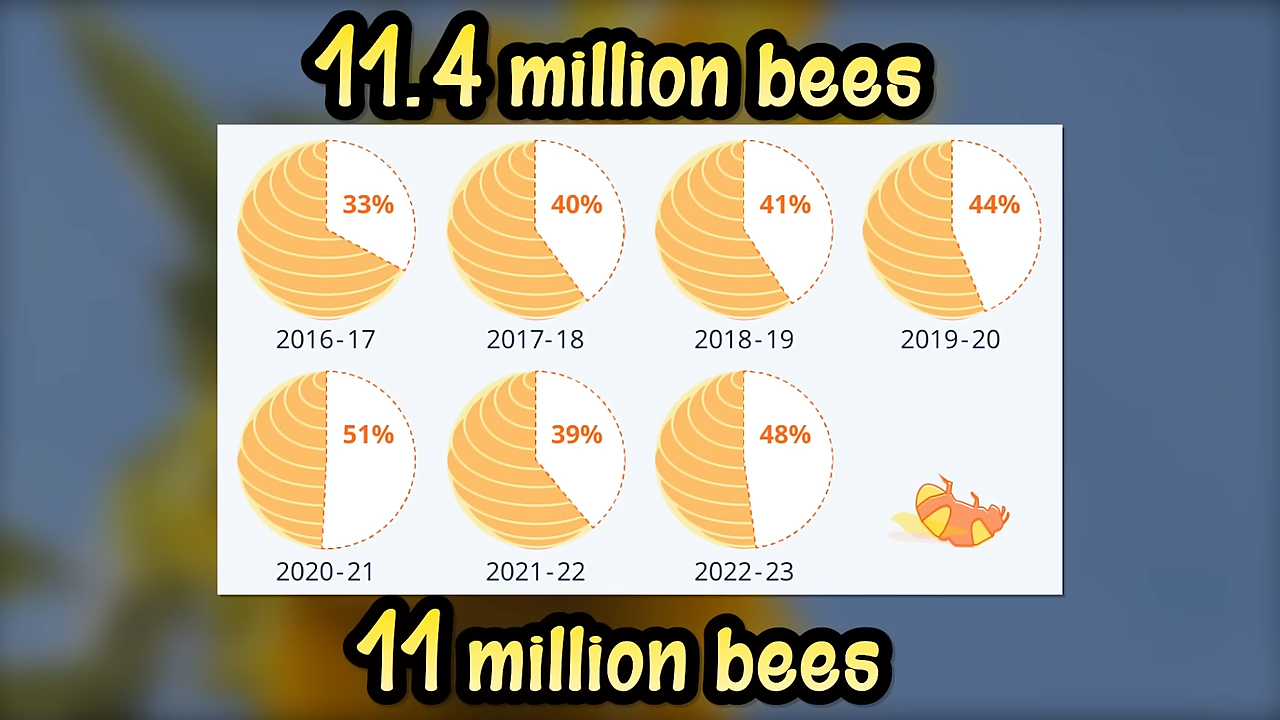 11.4 million bees
33% 40% 41% 44%
2016-17 2017-18 2018-19 2019-20
51% 39% 48%
2020-21 2021-22 2022-23
11 million bees